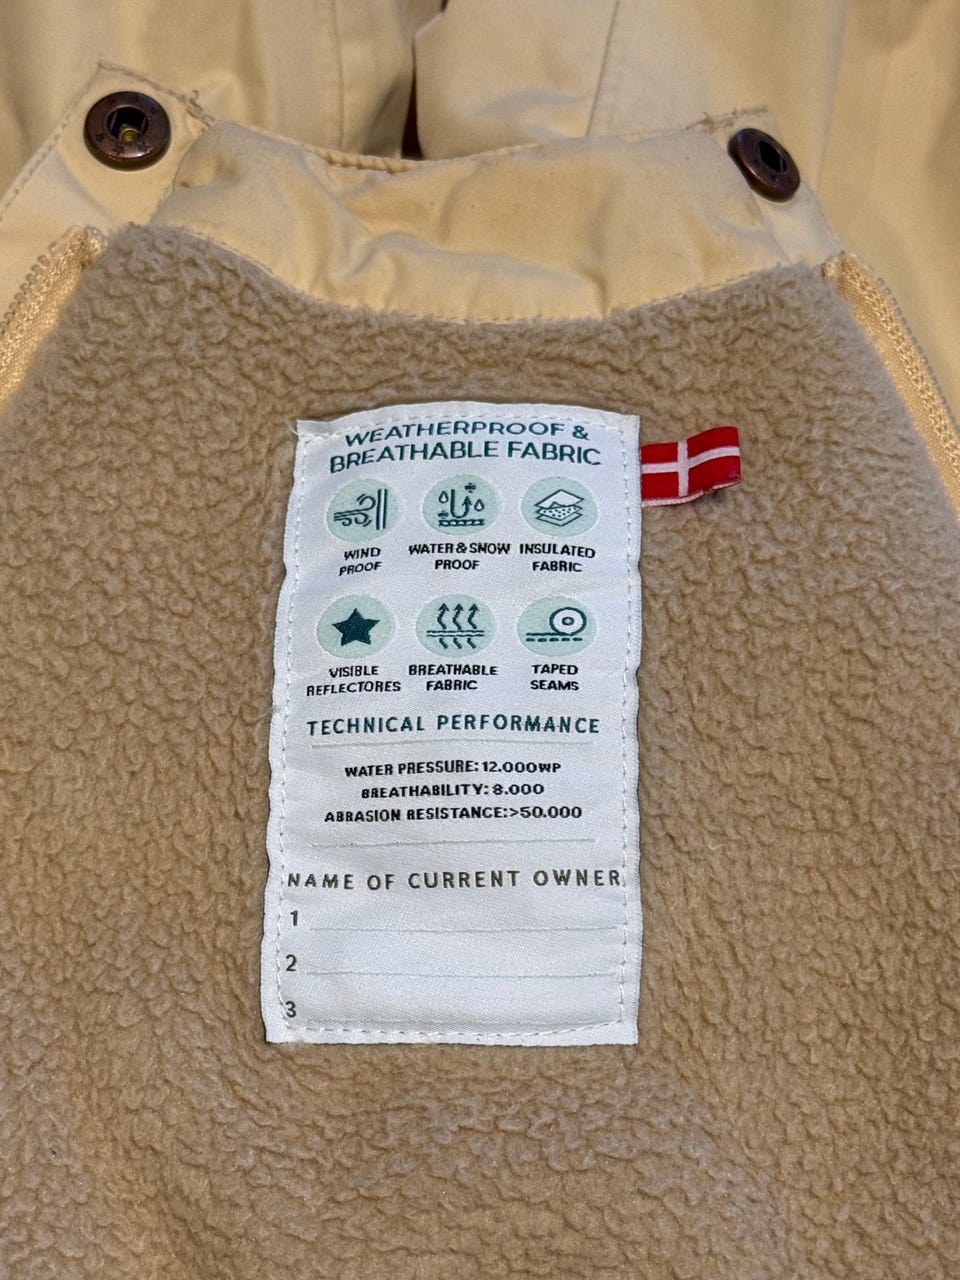 WEATHERPROOF &
BREATHABLE FABRIC
WIND
PROOF
WATER & SNOW
PROOF
INSULATED
FABRIC
VISIBLE
REFLECTORES
BREATHABLE
FABRIC
TAPED
SEAMS
TECHNICAL PERFORMANCE
WATER PRESSURE: 12.000WP
BREATHABILITY: 8.000
ABRASION RESISTANCE:>50.000
NAME OF CURRENT OWNER
1
2
3